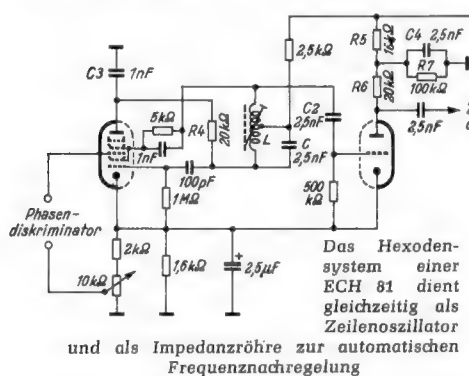 C3
1nF
5kΩ
1nF
R4
20kΩ
100pF
1MΩ
Phasen-
diskriminator
2kΩ
10kΩ
1,6kΩ
2,5µF
+
L
2,5kΩ
C2
2,5nF
C
2,5nF
500
kΩ
R5
16kΩ
R6
20kΩ
C4
2,5nF
R7
100kΩ
2,5nF
Das Hexoden-
system einer
ECH 81 dient
gleichzeitig als
Zeilenoszillator
und als Impedanzröhre zur automatischen
Frequenznachregelung